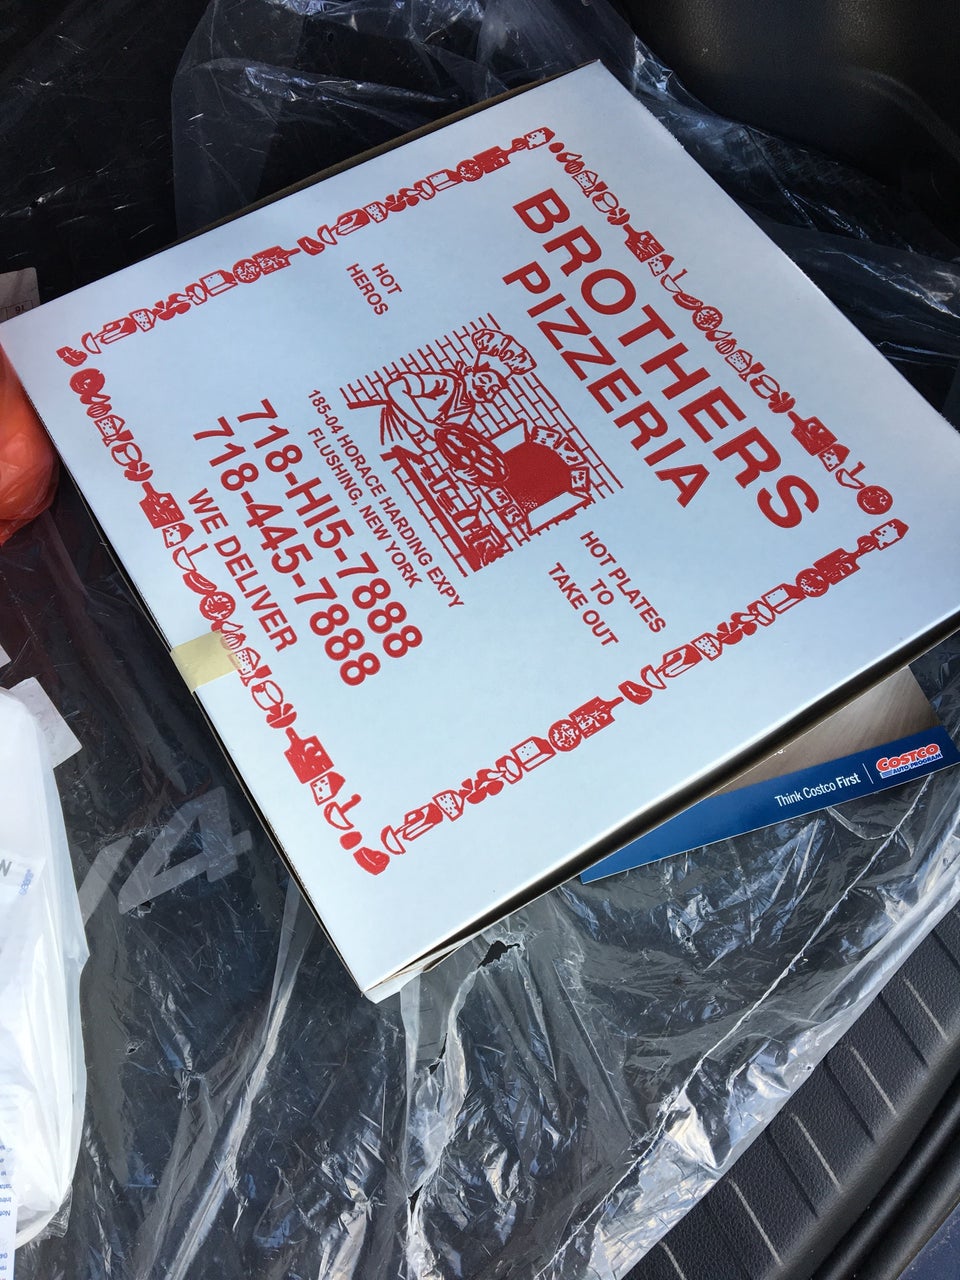 BROTHERS
PIZZERIA
HOT
HEROS
HOT PLATES
TO
TAKE OUT
185-04 HORACE HARDING EXPY
FLUSHING, NEW YORK
718-HI5-7888
718-445-7888
WE DELIVER
Think Costco First
COSTCO
AUTO PROGRAM